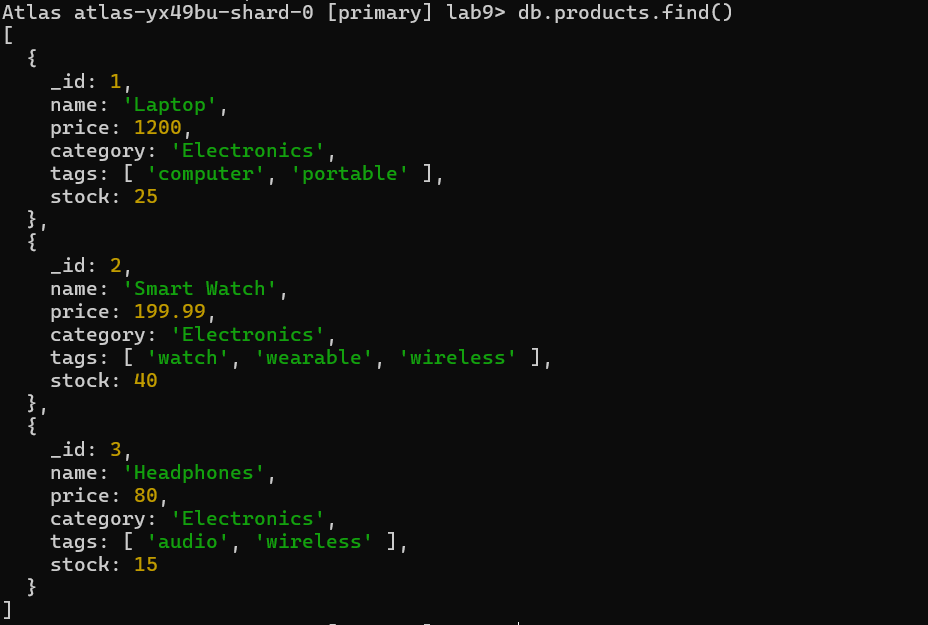 Atlas atlas-yx49bu-shard-0 [primary] lab9> db.products.find()
[
  {
    _id: 1,
    name: 'Laptop',
    price: 1200,
    category: 'Electronics',
    tags: [ 'computer', 'portable' ],
    stock: 25
  },
  {
    _id: 2,
    name: 'Smart Watch',
    price: 199.99,
    category: 'Electronics',
    tags: [ 'watch', 'wearable', 'wireless' ],
    stock: 40
  },
  {
    _id: 3,
    name: 'Headphones',
    price: 80,
    category: 'Electronics',
    tags: [ 'audio', 'wireless' ],
    stock: 15
  }
]